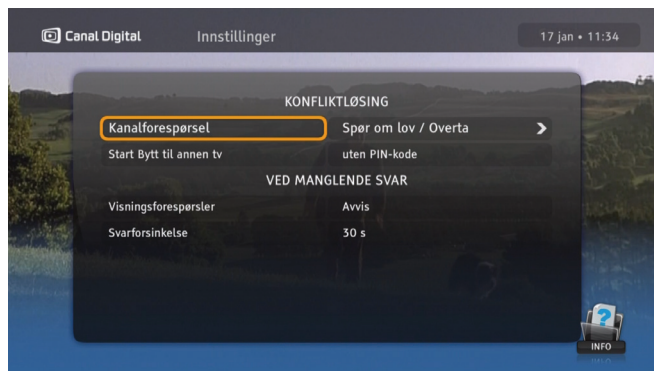 Canal Digital Innstillinger 17 jan • 11:34
KONFLIKTLØSING
Kanalforespørsel Spør om lov / Overta
Start Bytt til annen tv uten PIN-kode
VED MANGLENDE SVAR
Visningsforespørsler Avvis
Svarforsinkelse 30 s
INFO